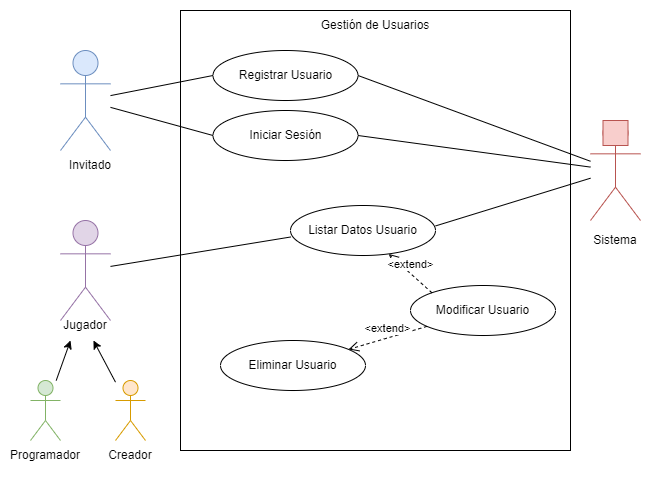 Gestión de Usuarios
Registrar Usuario
Iniciar Sesión
Invitado
Sistema
Listar Datos Usuario
<extend>
Modificar Usuario
Jugador
<extend>
Eliminar Usuario
Programador
Creador